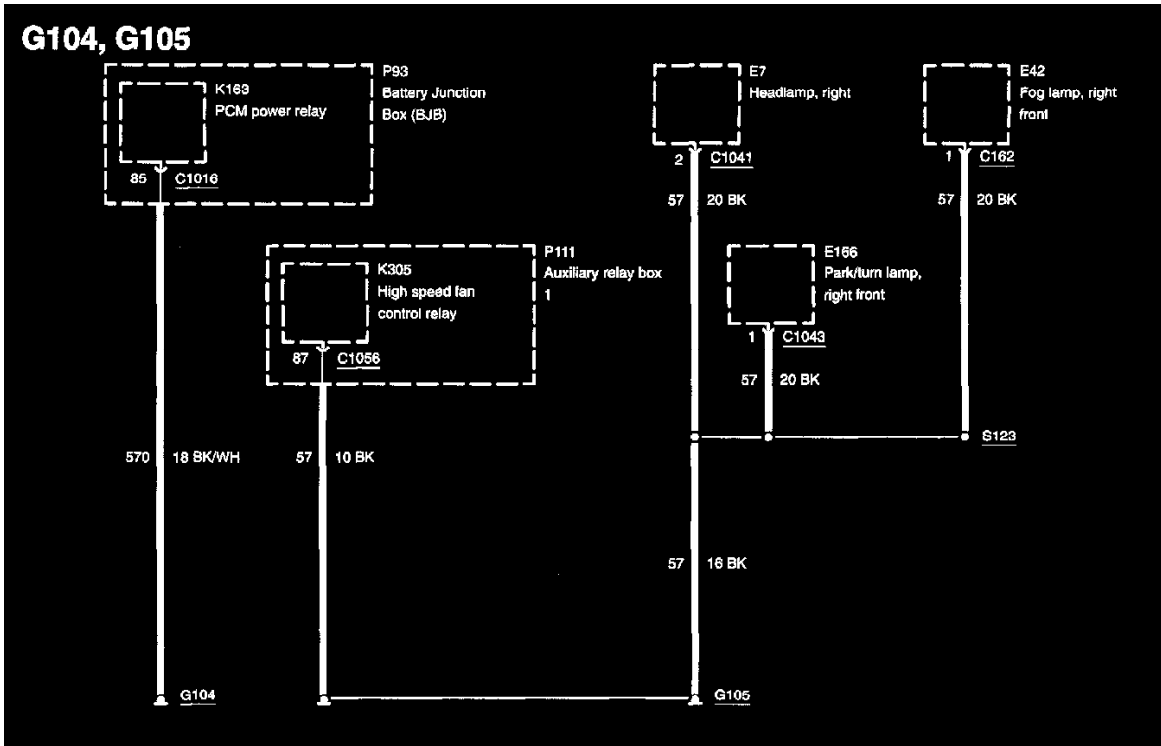 G104, G105
P93
Battery Junction
Box (BJB)
K163
PCM power relay
85 C1016
E7
Headlamp, right
2 C1041
57 20 BK
E42
Fog lamp, right
front
1 C162
57 20 BK
P111
Auxiliary relay box
1
K305
High speed fan
control relay
87 C1056
E166
Park/turn lamp,
right front
1 C1043
57 20 BK
S123
570 18 BK/WH
57 10 BK
57 16 BK
G104
G105